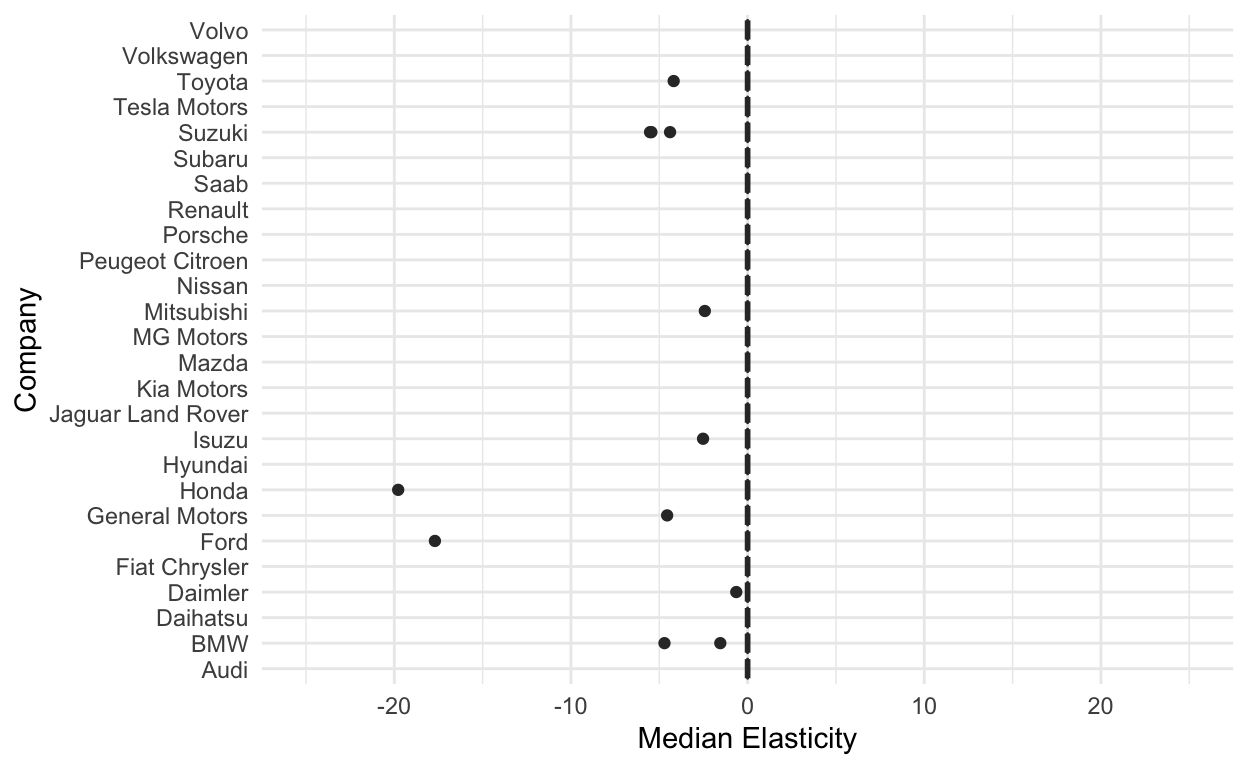 Volvo
Volkswagen
Toyota
Tesla Motors
Suzuki
Subaru
Saab
Renault
Porsche
Peugeot Citroen
Nissan
Mitsubishi
MG Motors
Mazda
Kia Motors
Jaguar Land Rover
Isuzu
Hyundai
Honda
General Motors
Ford
Fiat Chrysler
Daimler
Daihatsu
BMW
Audi
Company
-20 -10 0 10 20
Median Elasticity